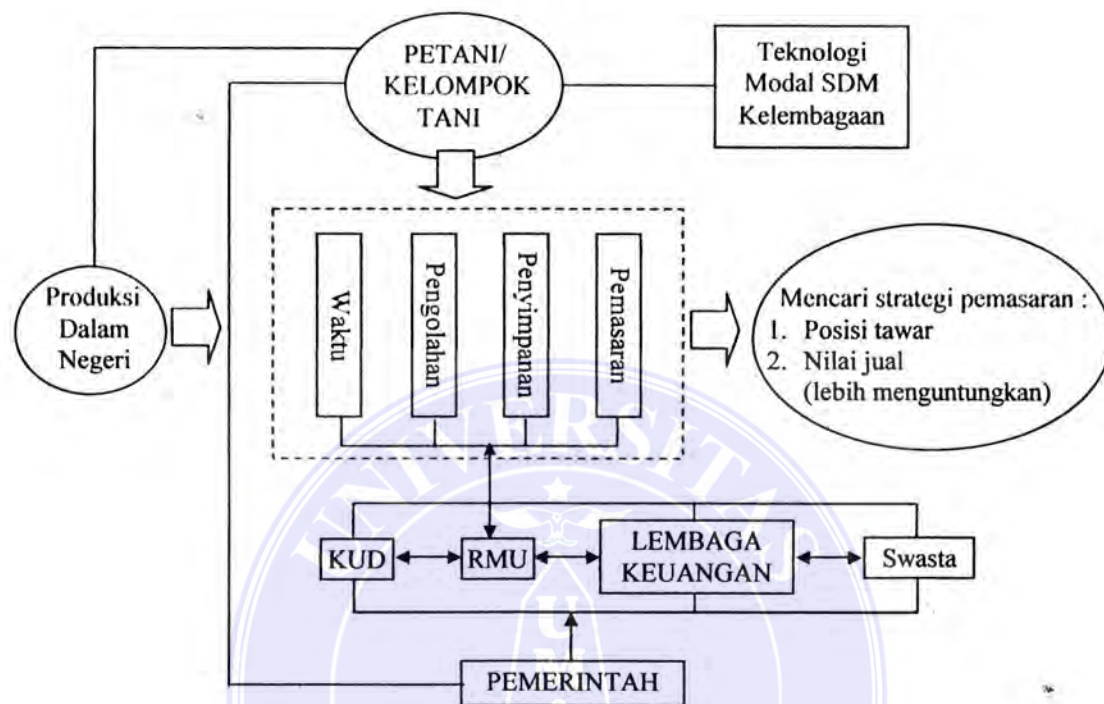 PETANI/
KELOMPOK
TANI
Teknologi
Modal SDM
Kelembagaan
Produksi
Dalam
Negeri
Waktu
Pengolahan
Penyimpanan
Pemasaran
Mencari strategi pemasaran :
1. Posisi tawar
2. Nilai jual
(lebih menguntungkan)
UNIVERSITAS
KUD
RMU
LEMBAGA
KEUANGAN
Swasta
U
M
PEMERINTAH